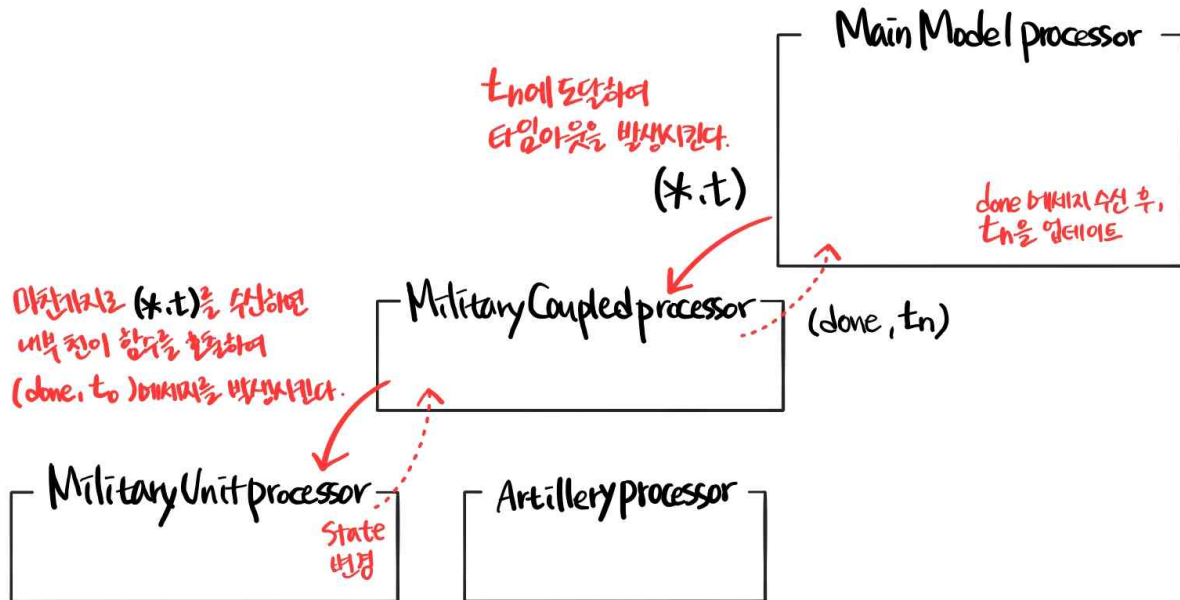 Main Model processor
tn에 도달하여
타임아웃을 발생시킨다.
(*.t)
done 메세지 수신 후,
tn을 업데이트
Military Coupled processor
(done, tn)
마찬가지로 (*.t)를 수신하면
내부 천이 함수를 호출하여
(done, to)메세지를 발생시킨다.
Military Unit processor
State
변경
Artillery processor